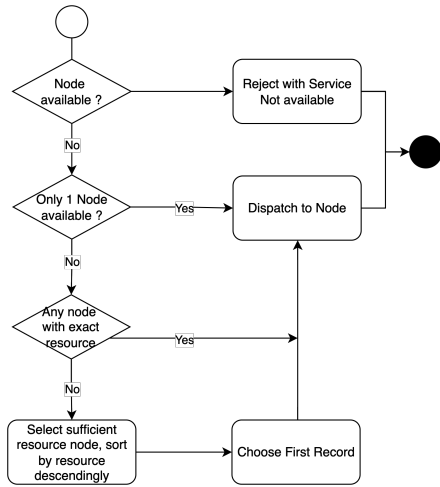 Node
available ?
Reject with Service
Not available
No
Only 1 Node
available ?
Yes
Dispatch to Node
No
Any node
with exact
resource
Yes
No
Select sufficient
resource node, sort
by resource
descendingly
Choose First Record